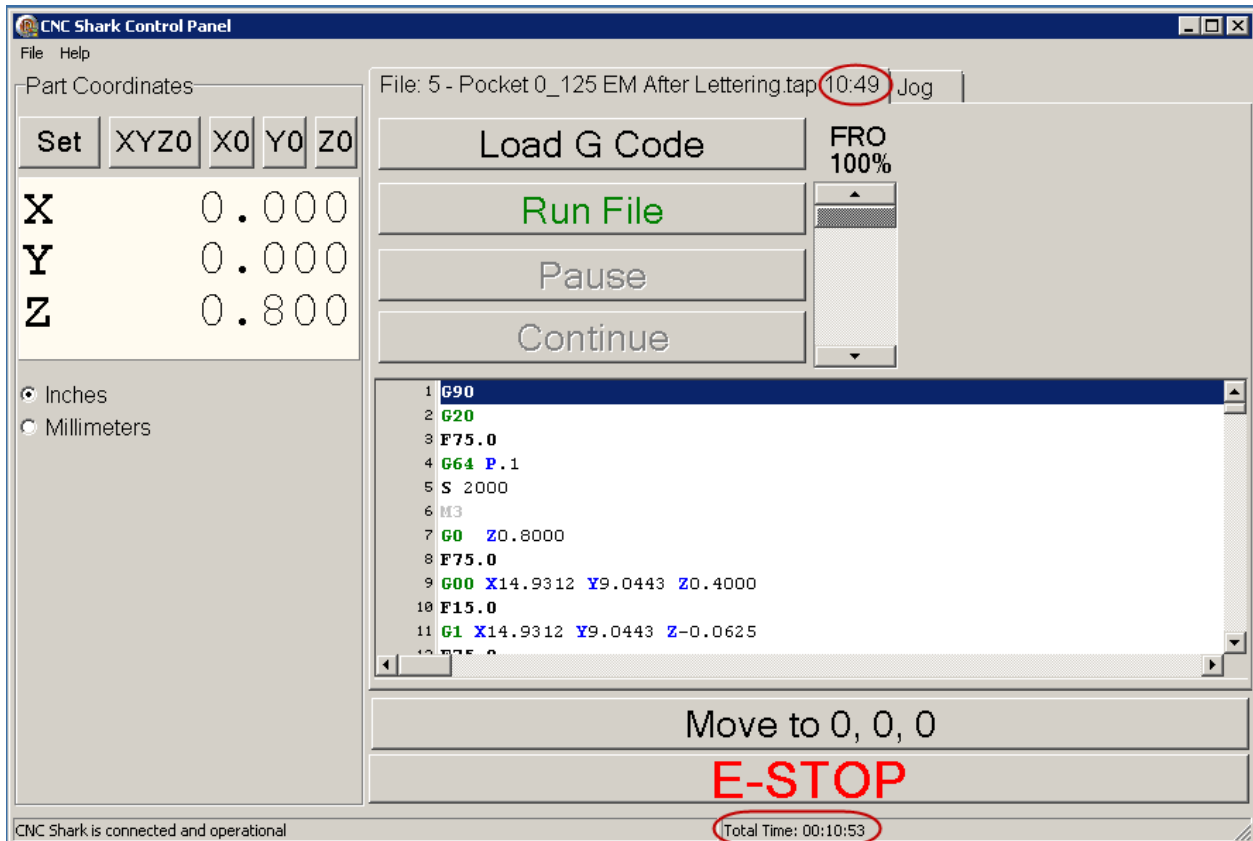 CNC Shark Control Panel
File Help
Part Coordinates
Set XYZ0 X0 Y0 Z0
X 0.000
Y 0.000
Z 0.800
Inches
Millimeters
File: 5 - Pocket 0_125 EM After Lettering.tap 10:49 Jog
Load G Code
FRO
100%
Run File
Pause
Continue
1 G90
2 G20
3 F75.0
4 G64 P.1
5 S 2000
6 M3
7 G0 Z0.8000
8 F75.0
9 G00 X14.9312 Y9.0443 Z0.4000
10 F15.0
11 G1 X14.9312 Y9.0443 Z-0.0625
12 F75.0
Move to 0, 0, 0
E-STOP
CNC Shark is connected and operational
Total Time: 00:10:53